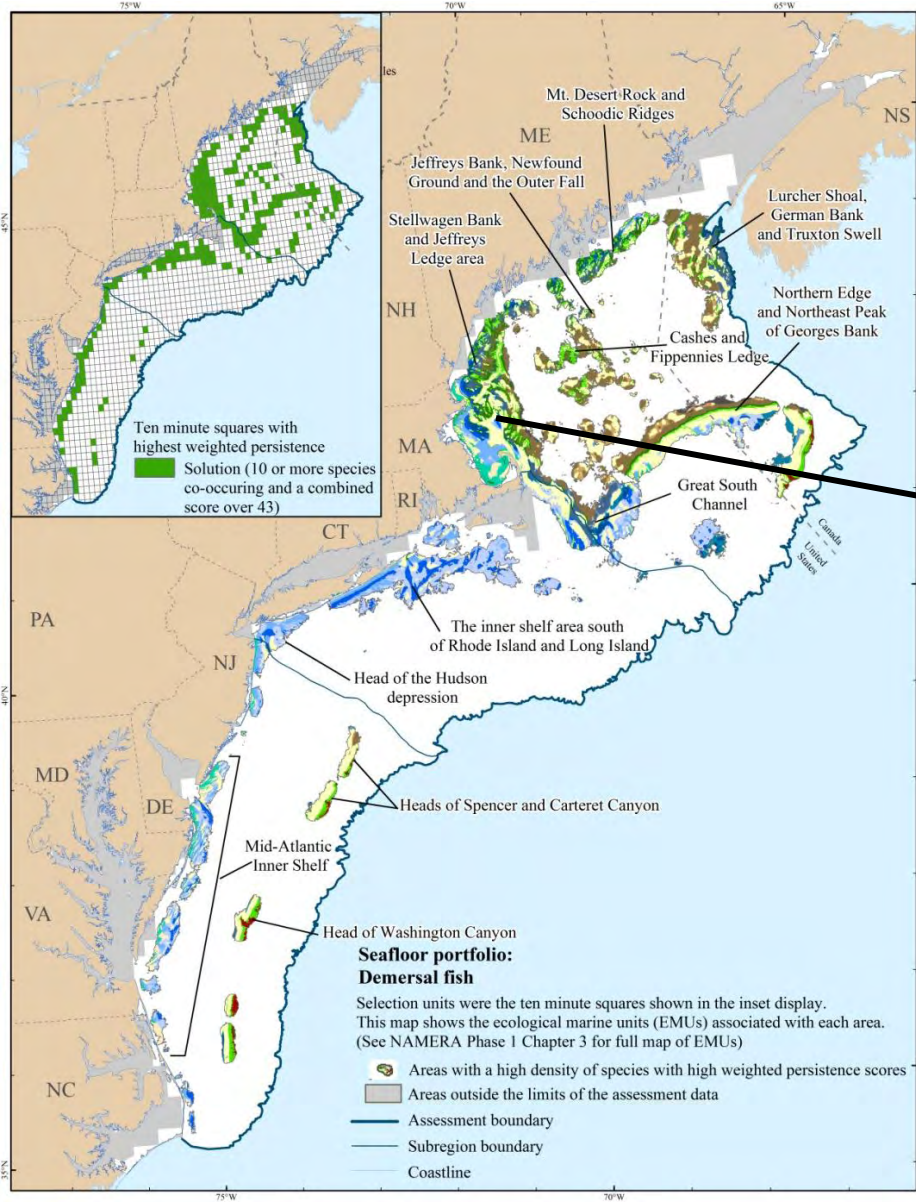 75°W
70°W
65°W
les
Ten minute squares with
highest weighted persistence
Solution (10 or more species
co-occuring and a combined
score over 43)
45°N
45°N
ME
NS
NH
MA
RI
CT
PA
NJ
MD
DE
VA
NC
Mt. Desert Rock and
Schoodic Ridges
Jeffreys Bank, Newfound
Ground and the Outer Fall
Stellwagen Bank
and Jeffreys
Ledge area
Lurcher Shoal,
German Bank
and Truxton Swell
Northern Edge
and Northeast Peak
of Georges Bank
Cashes and
Fippennies Ledge
Great South
Channel
Canada
United
States
The inner shelf area south
of Rhode Island and Long Island
Head of the Hudson
depression
40°N
40°N
Heads of Spencer and Carteret Canyon
Mid-Atlantic
Inner Shelf
Head of Washington Canyon
Seafloor portfolio:
Demersal fish
Selection units were the ten minute squares shown in the inset display.
This map shows the ecological marine units (EMUs) associated with each area.
(See NAMERA Phase 1 Chapter 3 for full map of EMUs)
Areas with a high density of species with high weighted persistence scores
Areas outside the limits of the assessment data
Assessment boundary
Subregion boundary
Coastline
35°N
35°N
75°W
70°W